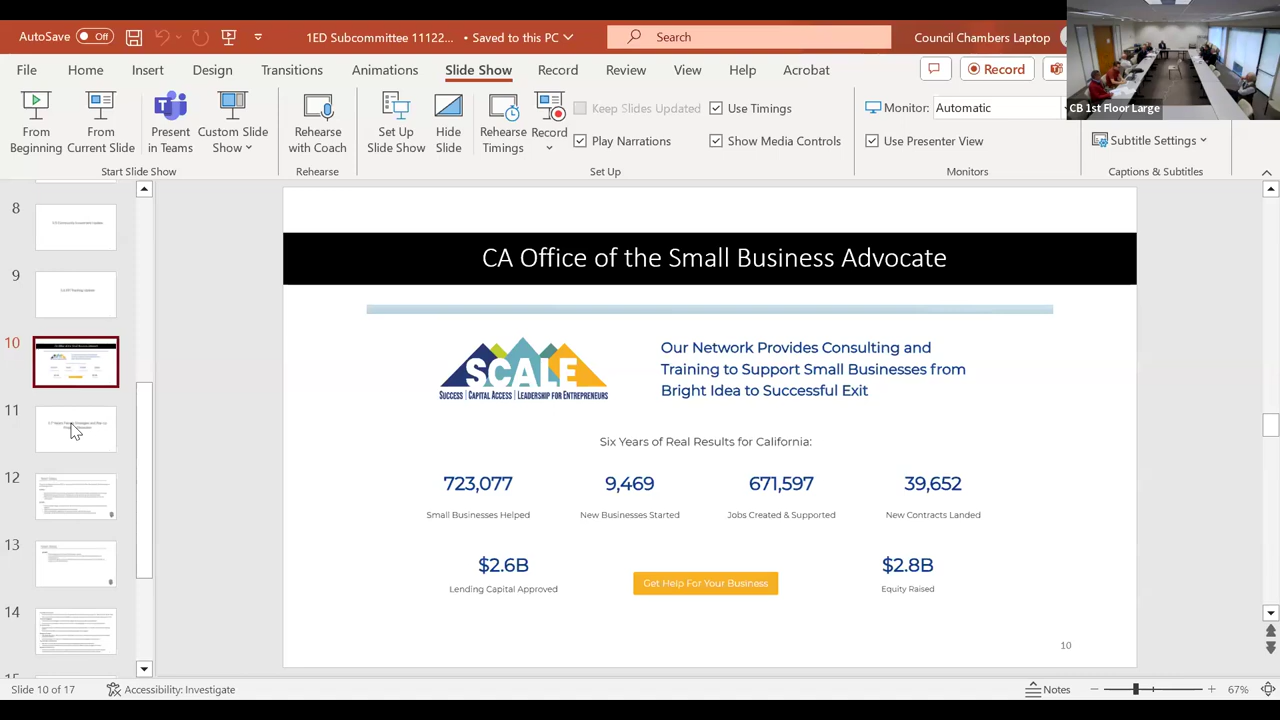 AutoSave Off
1ED Subcommittee 11122... • Saved to this PC
Search
Council Chambers Laptop
File Home Insert Design Transitions Animations Slide Show Record Review View Help Acrobat
Record
CB 1st Floor Large
From Beginning
From Current Slide
Present in Teams
Custom Slide Show
Rehearse with Coach
Set Up Slide Show
Hide Slide
Rehearse Timings
Record
Keep Slides Updated
Use Timings
Play Narrations
Show Media Controls
Monitor: Automatic
Use Presenter View
Subtitle Settings
Start Slide Show
Rehearse
Set Up
Monitors
Captions & Subtitles
8
9
10
11
12
13
14
CA Office of the Small Business Advocate
SCALE
SUCCESS | CAPITAL ACCESS | LEADERSHIP FOR ENTREPRENEURS
Our Network Provides Consulting and
Training to Support Small Businesses from
Bright Idea to Successful Exit
Six Years of Real Results for California:
723,077 9,469 671,597 39,652
Small Businesses Helped New Businesses Started Jobs Created & Supported New Contracts Landed
$2.6B $2.8B
Lending Capital Approved Get Help For Your Business Equity Raised
10
Slide 10 of 17 Accessibility: Investigate Notes 67%